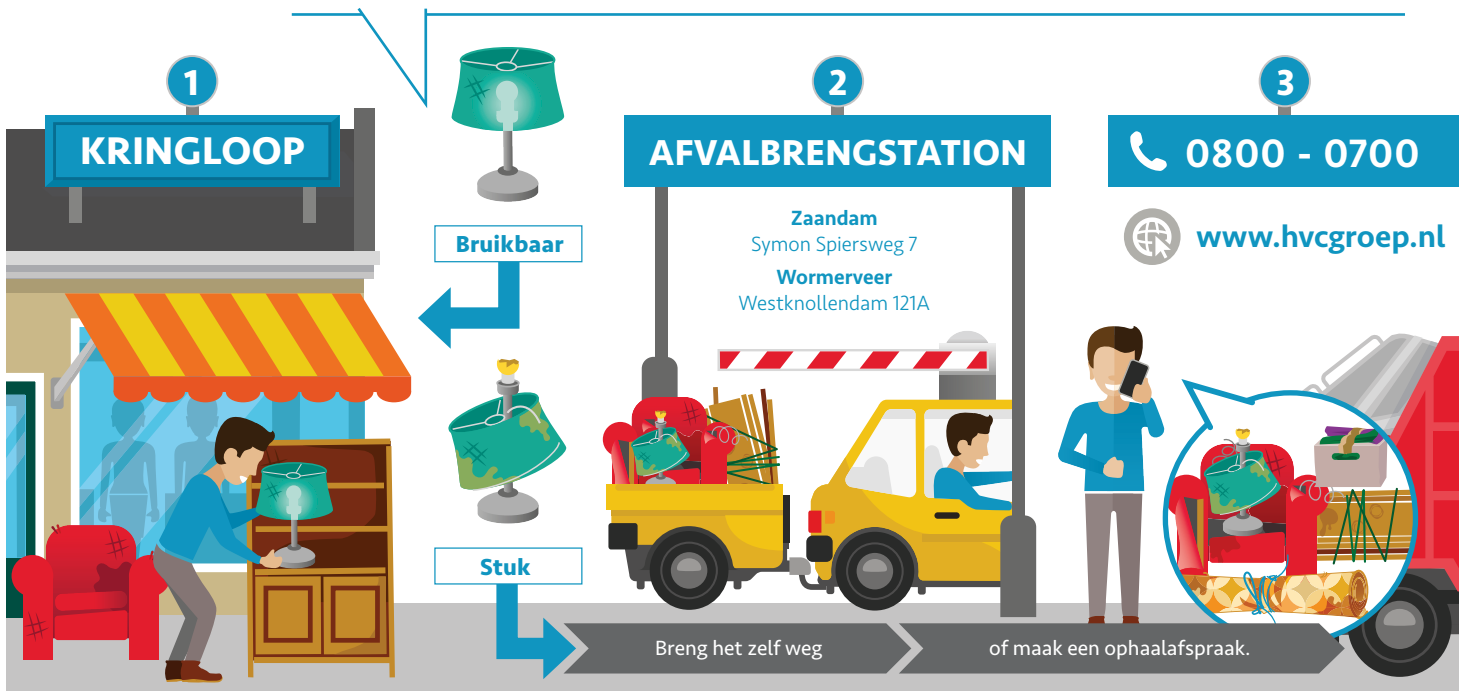 1
KRINGLOOP
Bruikbaar
Stuk
2
AFVALBRENGSTATION
Zaandam
Symon Spiersweg 7
Wormerveer
Westknollendam 121A
3
0800 - 0700
www.hvcgroep.nl
Breng het zelf weg
of maak een ophaalafspraak.